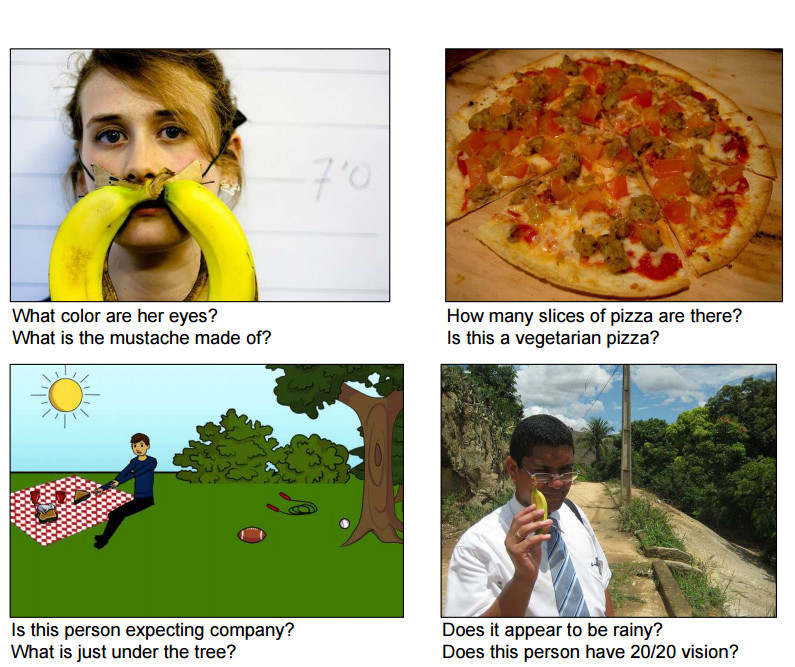 7'0
What color are her eyes?
What is the mustache made of?
How many slices of pizza are there?
Is this a vegetarian pizza?
Is this person expecting company?
What is just under the tree?
Does it appear to be rainy?
Does this person have 20/20 vision?